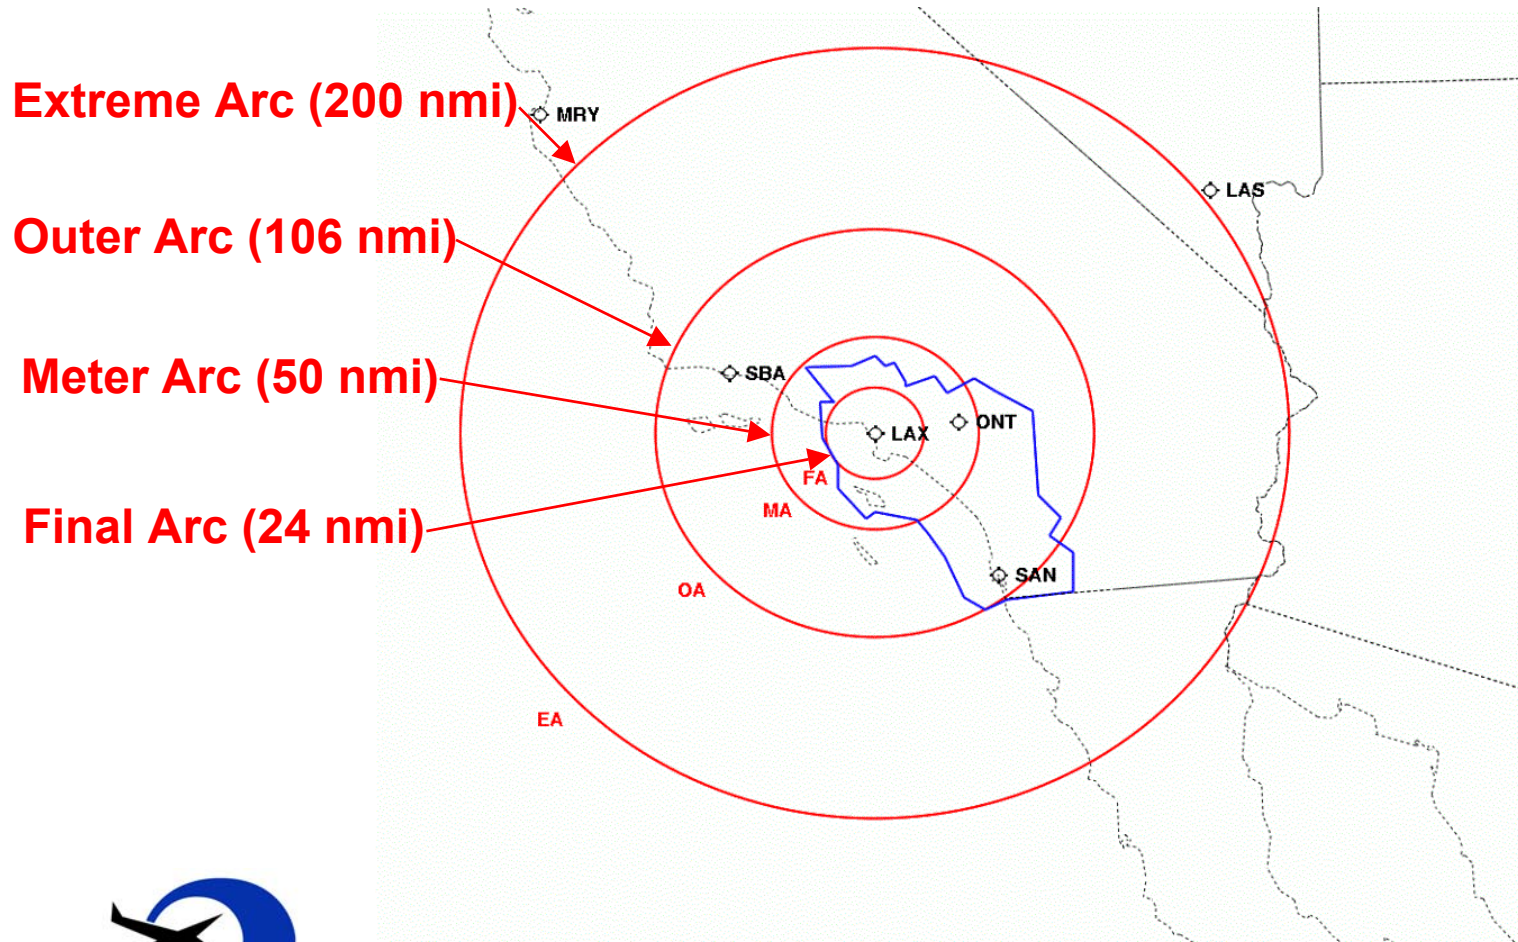 Extreme Arc (200 nmi)
MRY
LAS
Outer Arc (106 nmi)
Meter Arc (50 nmi)
SBA
ONT
LAX
FA
MA
Final Arc (24 nmi)
SAN
OA
EA